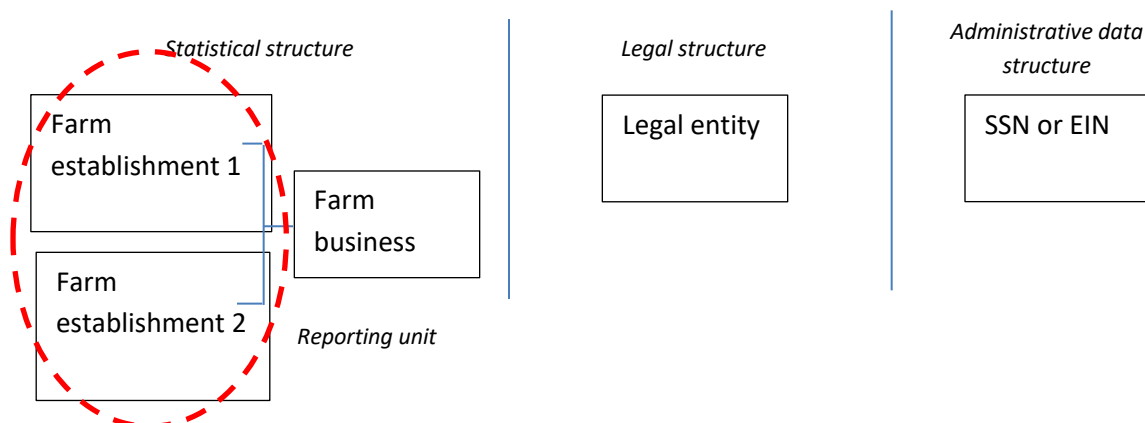 Statistical structure
Farm
establishment 1
Farm
establishment 2
Farm
business
Reporting unit
Legal structure
Legal entity
Administrative data
structure
SSN or EIN